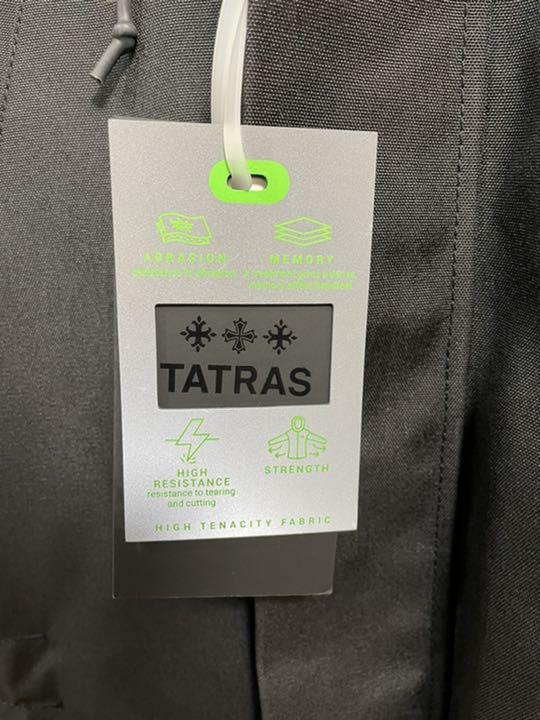 ABRASION
MEMORY
TATRAS
HIGH
RESISTANCE
resistance to tearing
and cutting
STRENGTH
HIGH TENACITY FABRIC